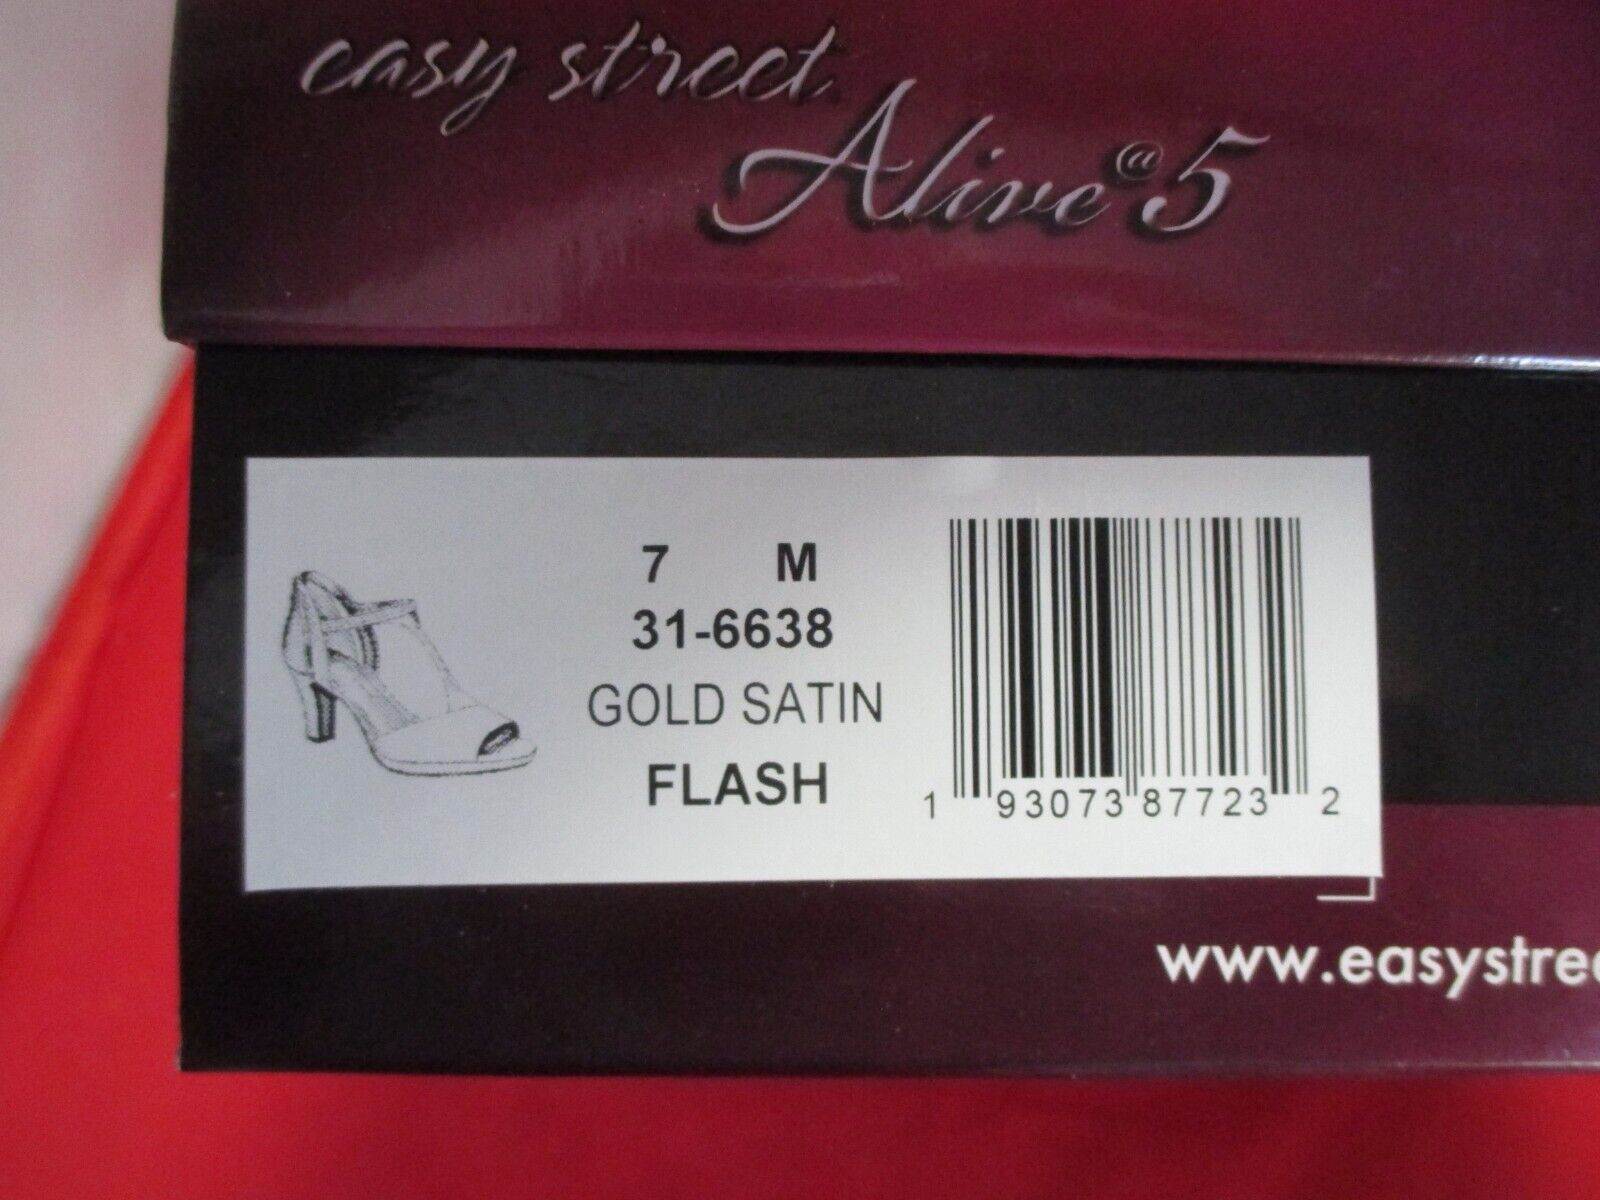 easy street
Alive@5
7 M
31-6638
GOLD SATIN
FLASH
1 93073 87723 2
www.easystree